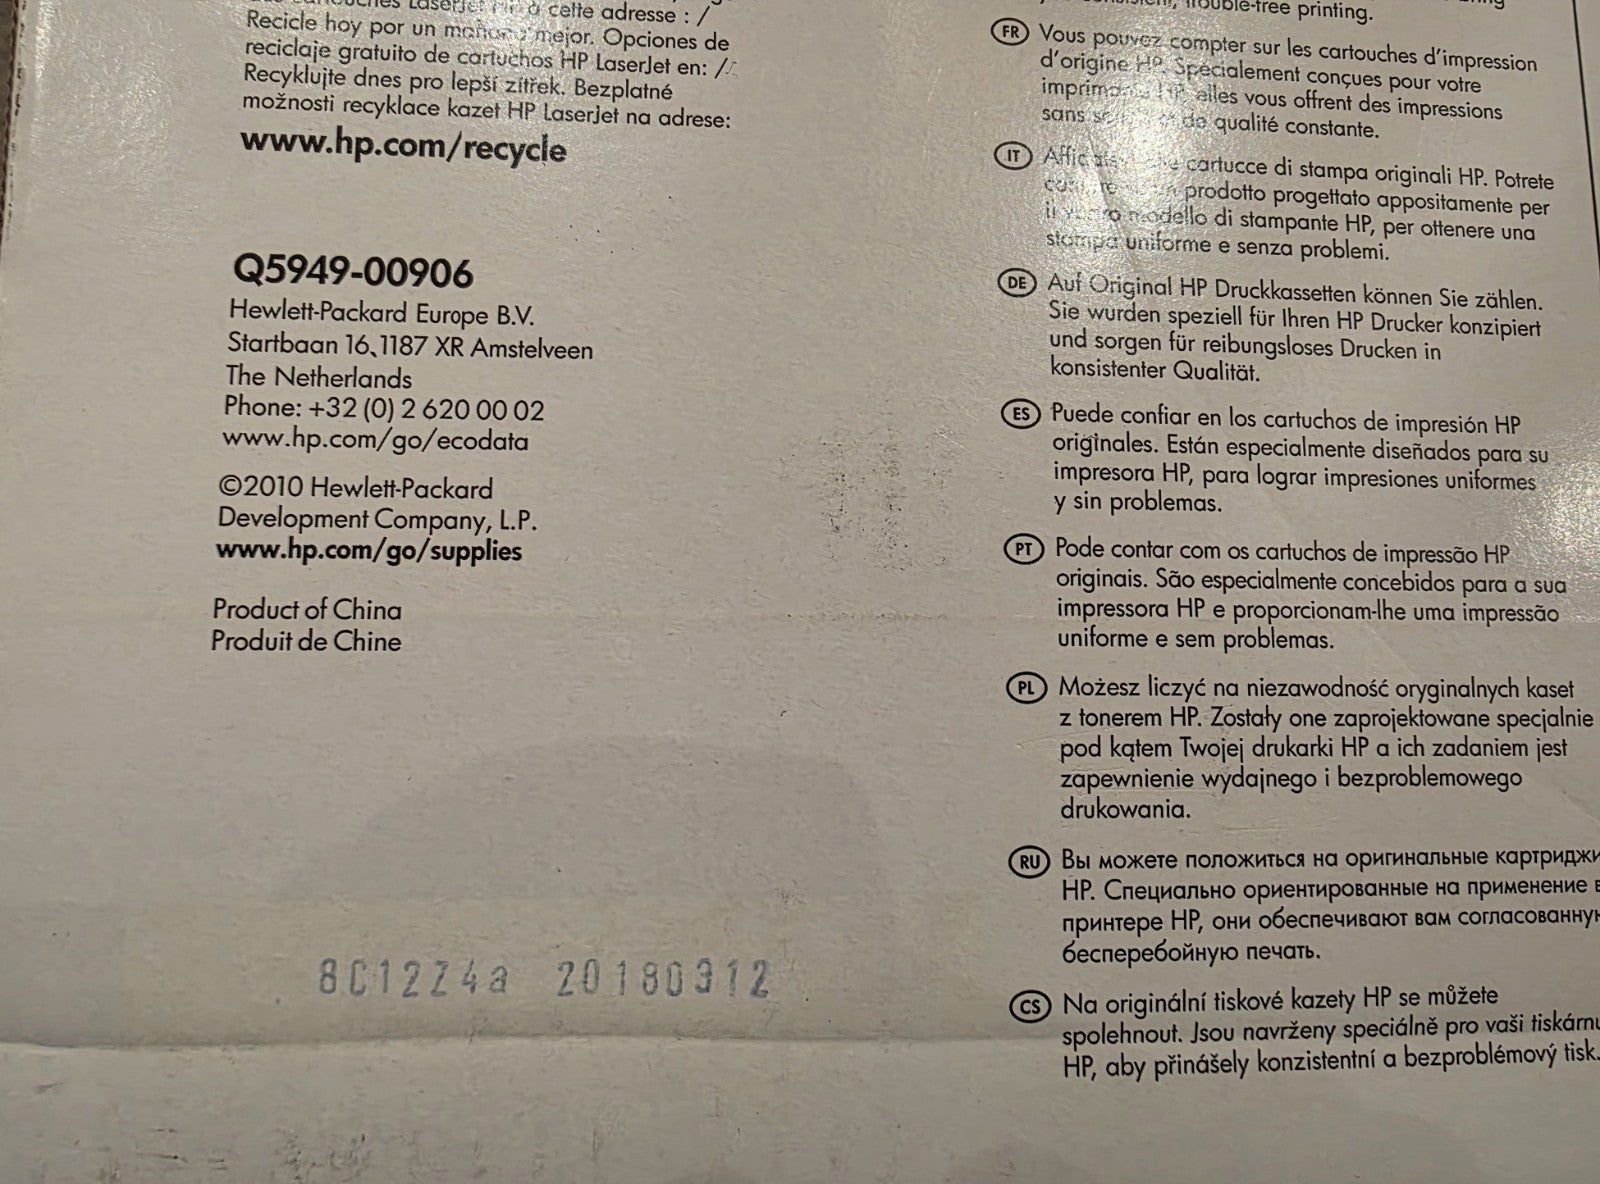 cette adresse : /
Recicle hoy por un mañana mejor. Opciones de
reciclaje gratuito de cartuchos HP LaserJet en: /
Recyklujte dnes pro lepší zítřek. Bezplatné
možnosti recyklace kazet HP LaserJet na adrese:
www.hp.com/recycle
Q5949-00906
Hewlett-Packard Europe B.V.
Startbaan 16, 1187 XR Amstelveen
The Netherlands
Phone: +32 (0) 2 620 00 02
www.hp.com/go/ecodata
©2010 Hewlett-Packard
Development Company, L.P.
www.hp.com/go/supplies
Product of China
Produit de Chine
8C12Z4a 20180312
trouble-free printing.
FR Vous pouvez compter sur les cartouches d'impression
d'origine HP. Spécialement conçues pour votre
imprimante HP, elles vous offrent des impressions
sans de qualité constante.
IT cartucce di stampa originali HP. Potrete
prodotto progettato appositamente per
il vostro modello di stampante HP, per ottenere una
stampa uniforme e senza problemi.
DE Auf Original HP Druckkassetten können Sie zählen.
Sie wurden speziell für Ihren HP Drucker konzipiert
und sorgen für reibungsloses Drucken in
konsistenter Qualität.
ES Puede confiar en los cartuchos de impresión HP
originales. Están especialmente diseñados para su
impresora HP, para lograr impresiones uniformes
y sin problemas.
PT Pode contar com os cartuchos de impressão HP
originais. São especialmente concebidos para a sua
impressora HP e proporcionam-lhe uma impressão
uniforme e sem problemas.
PL Możesz liczyć na niezawodność oryginalnych kaset
z tonerem HP. Zostały one zaprojektowane specjalnie
pod kątem Twojej drukarki HP a ich zadaniem jest
zapewnienie wydajnego i bezproblemowego
drukowania.
RU Вы можете положиться на оригинальные картриджи
HP. Специально ориентированные на применение в
принтере HP, они обеспечивают вам согласованную
бесперебойную печать.
CS Na originální tiskové kazety HP se můžete
spolehnout. Jsou navrženy speciálně pro vaši tiskárnu
HP, aby přinášely konzistentní a bezproblémový tisk.